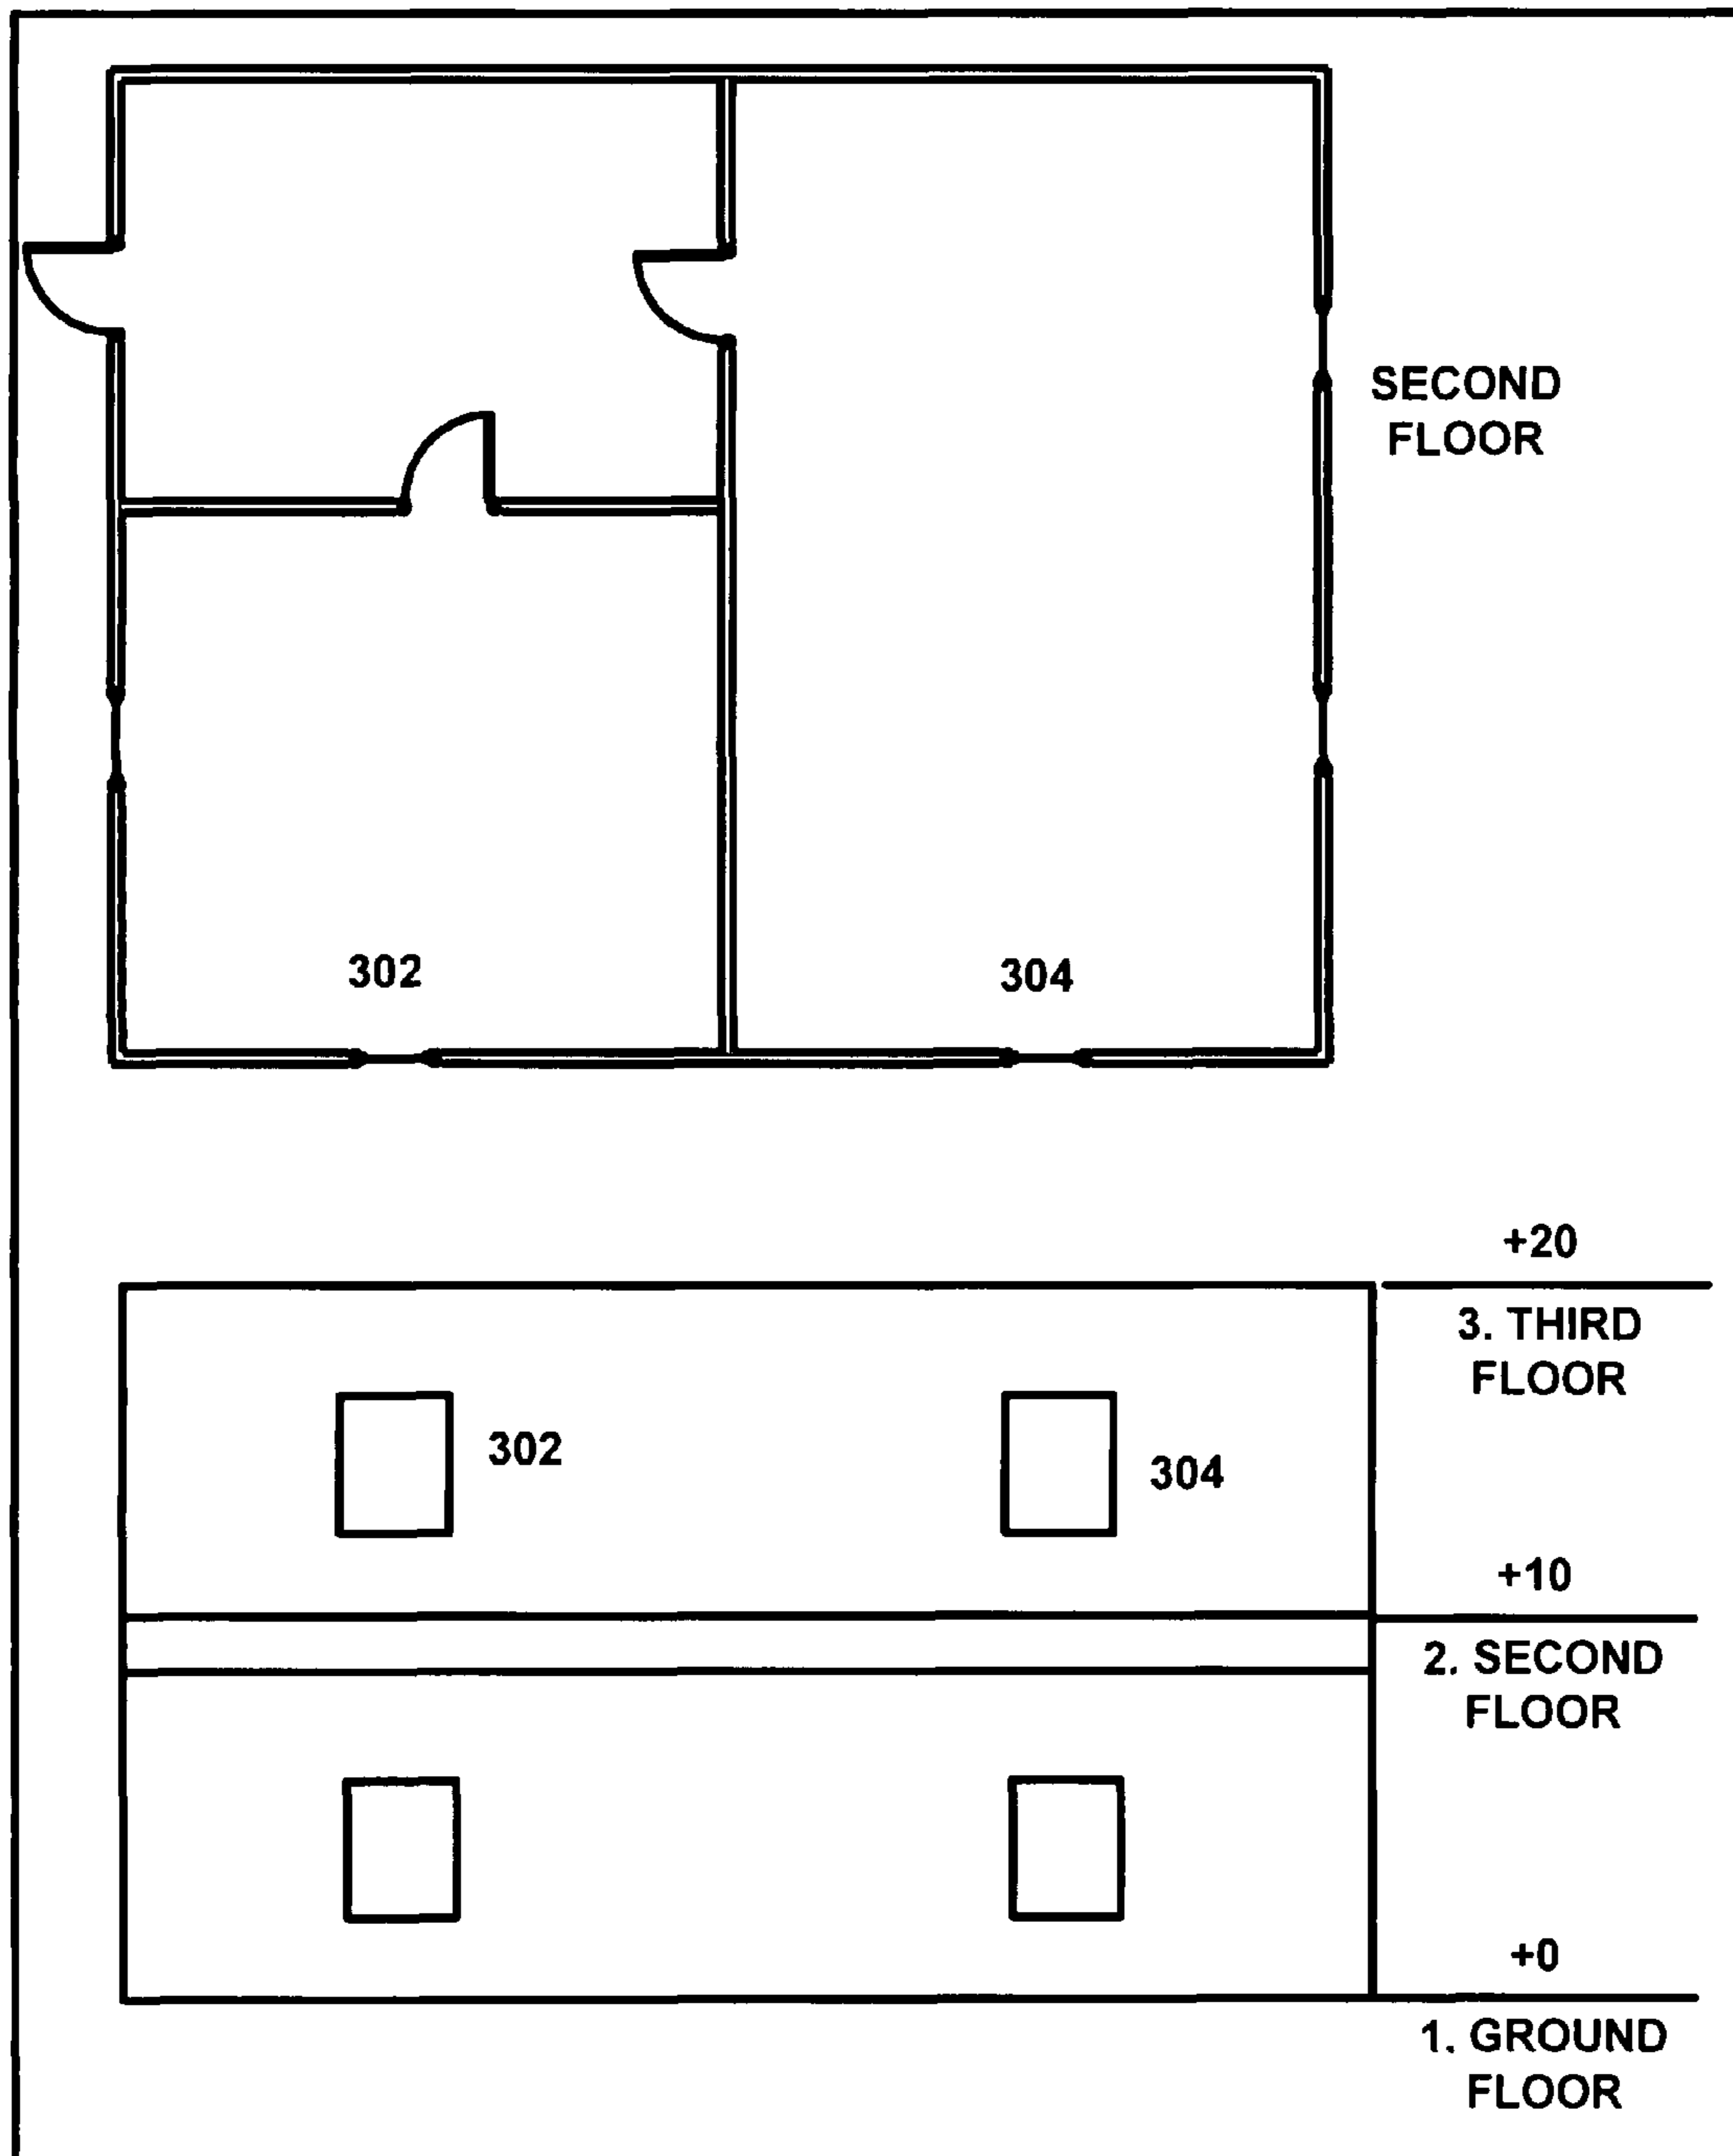 SECOND
FLOOR
302
304
+20
3. THIRD
FLOOR
302
304
+10
2. SECOND
FLOOR
+0
1. GROUND
FLOOR